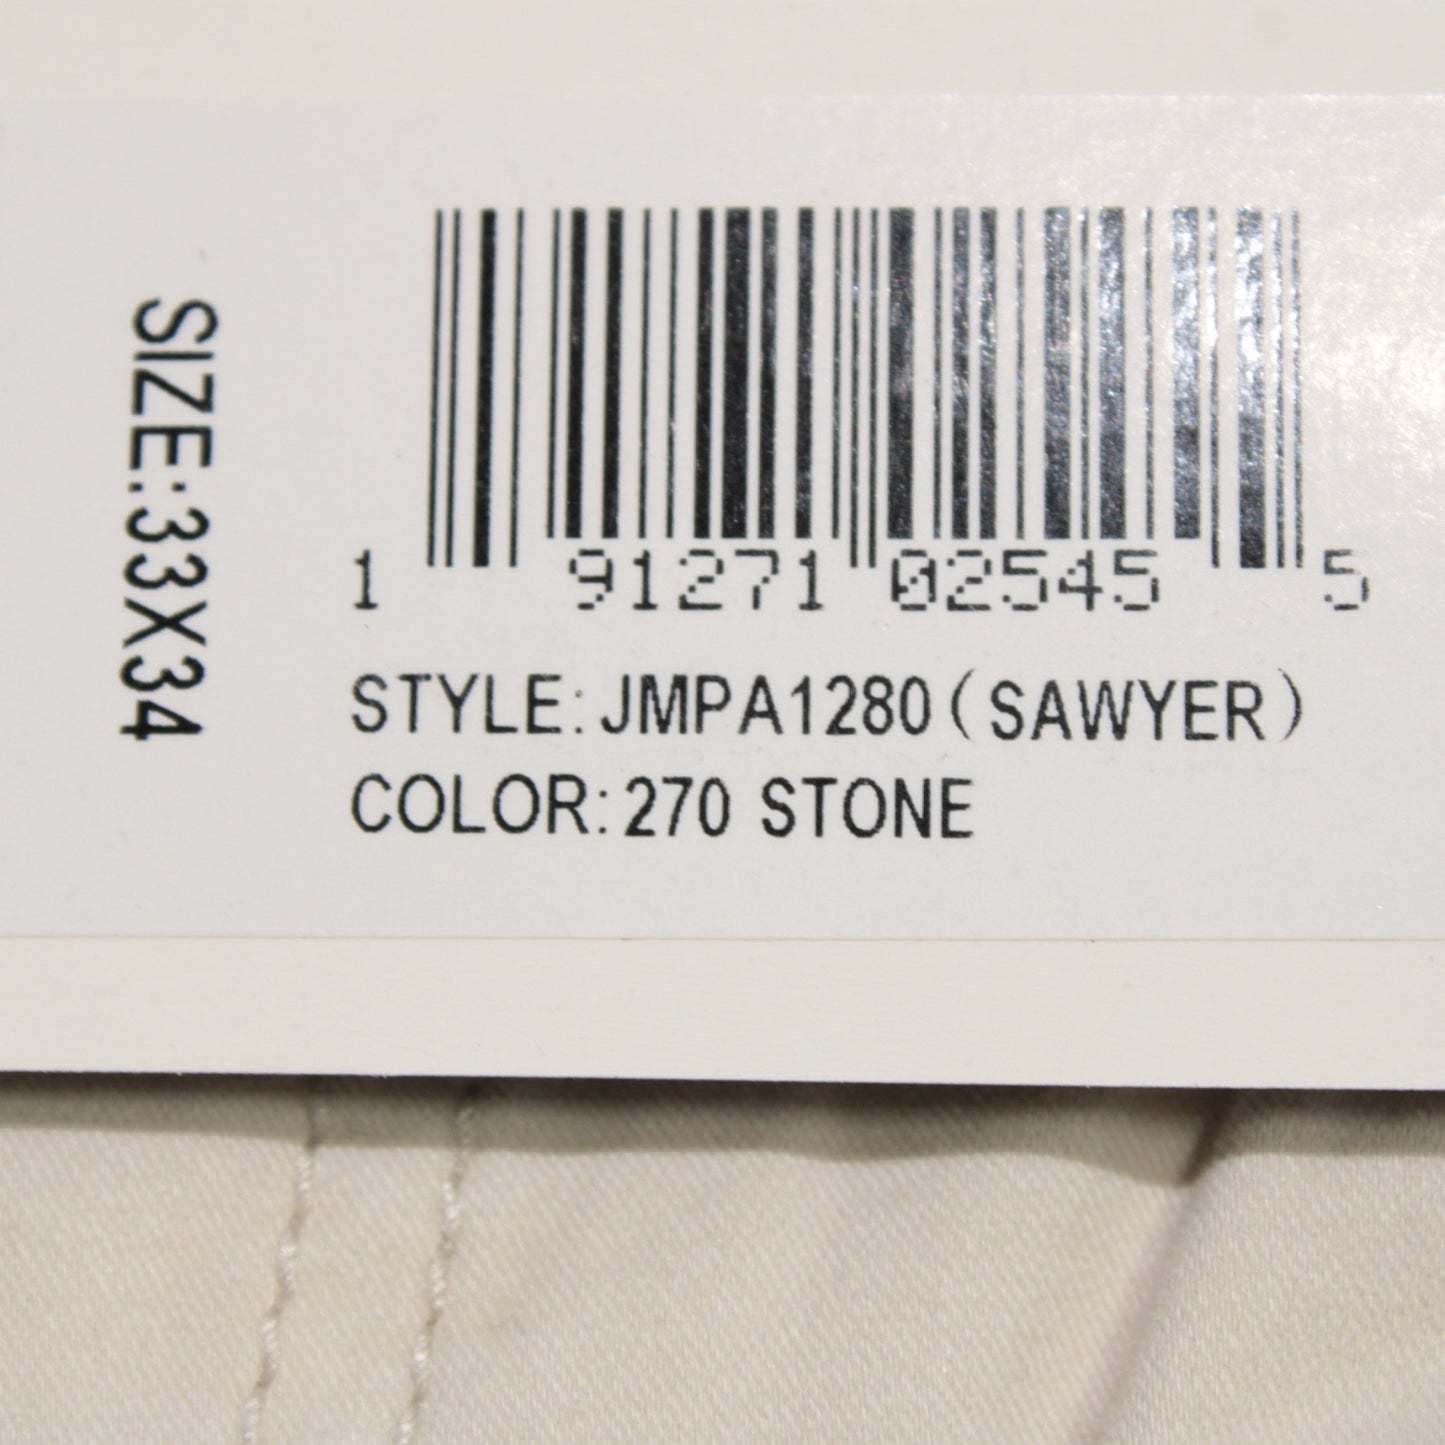 SIZE:33X34
1 91271 02545 5
STYLE:JMPA1280(SAWYER)
COLOR:270 STONE